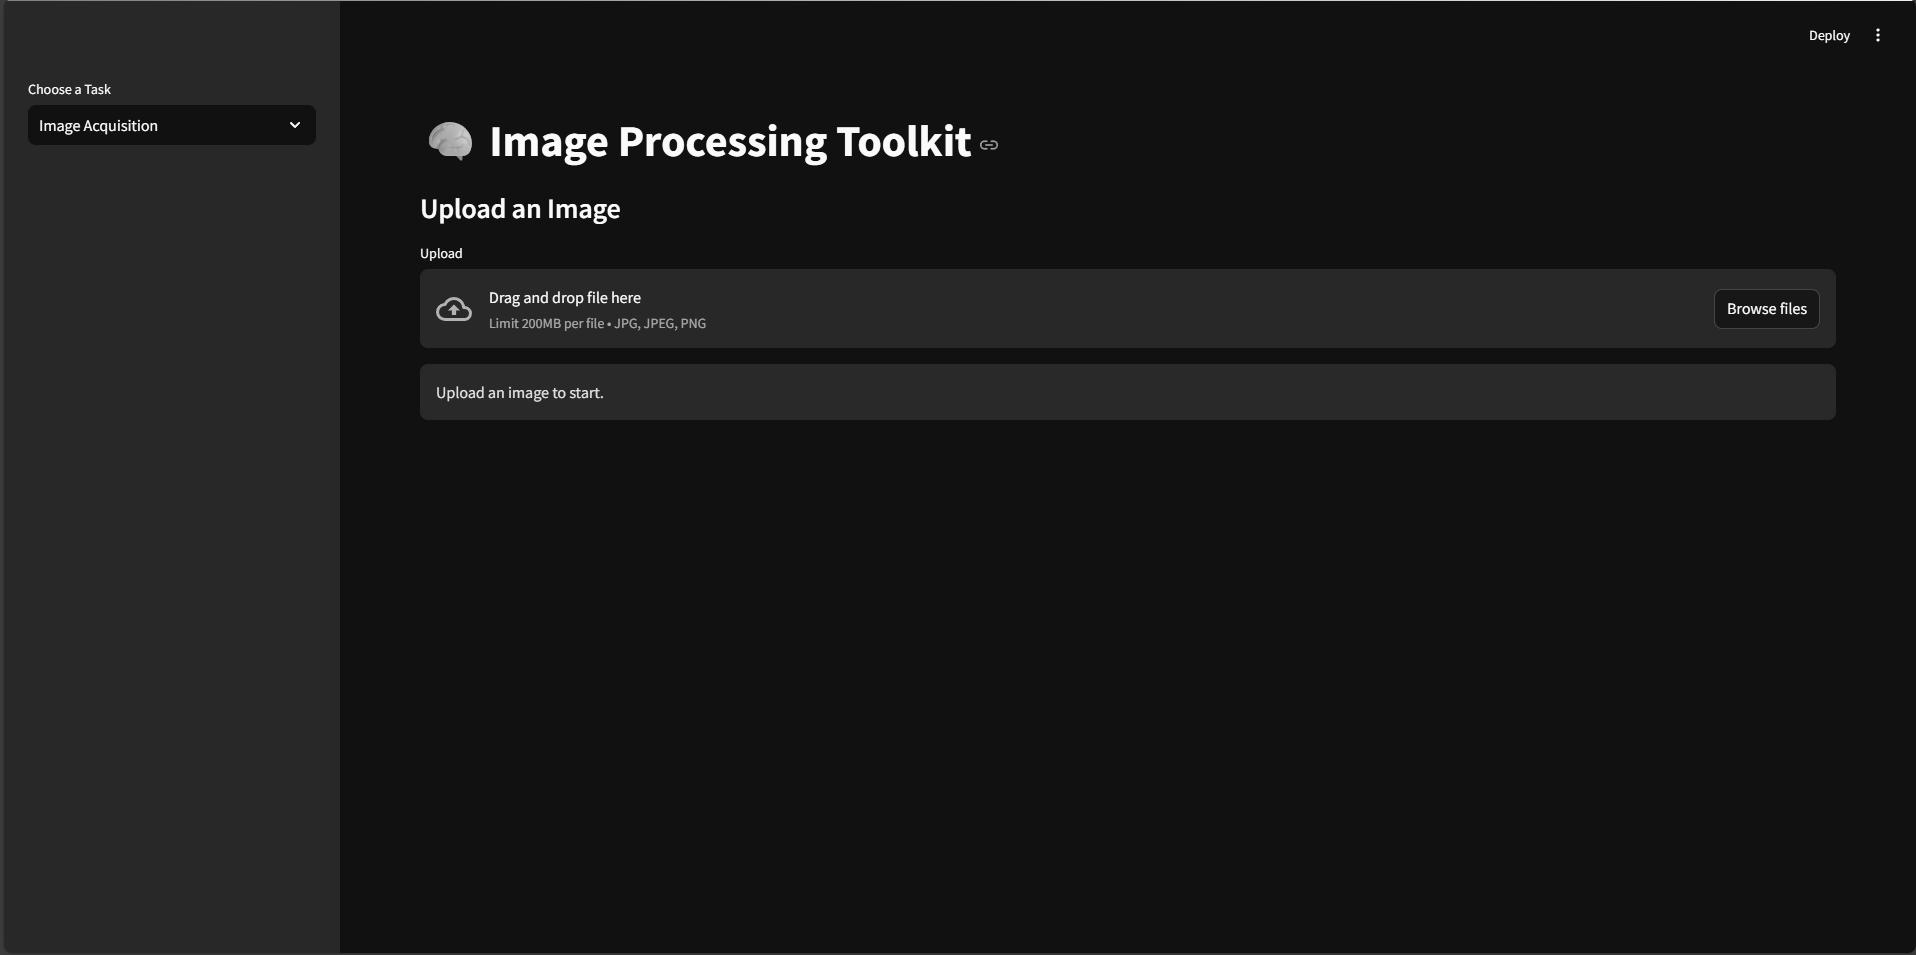 Deploy
Choose a Task
Image Acquisition
Image Processing Toolkit
Upload an Image
Upload
Drag and drop file here
Limit 200MB per file • JPG, JPEG, PNG
Browse files
Upload an image to start.